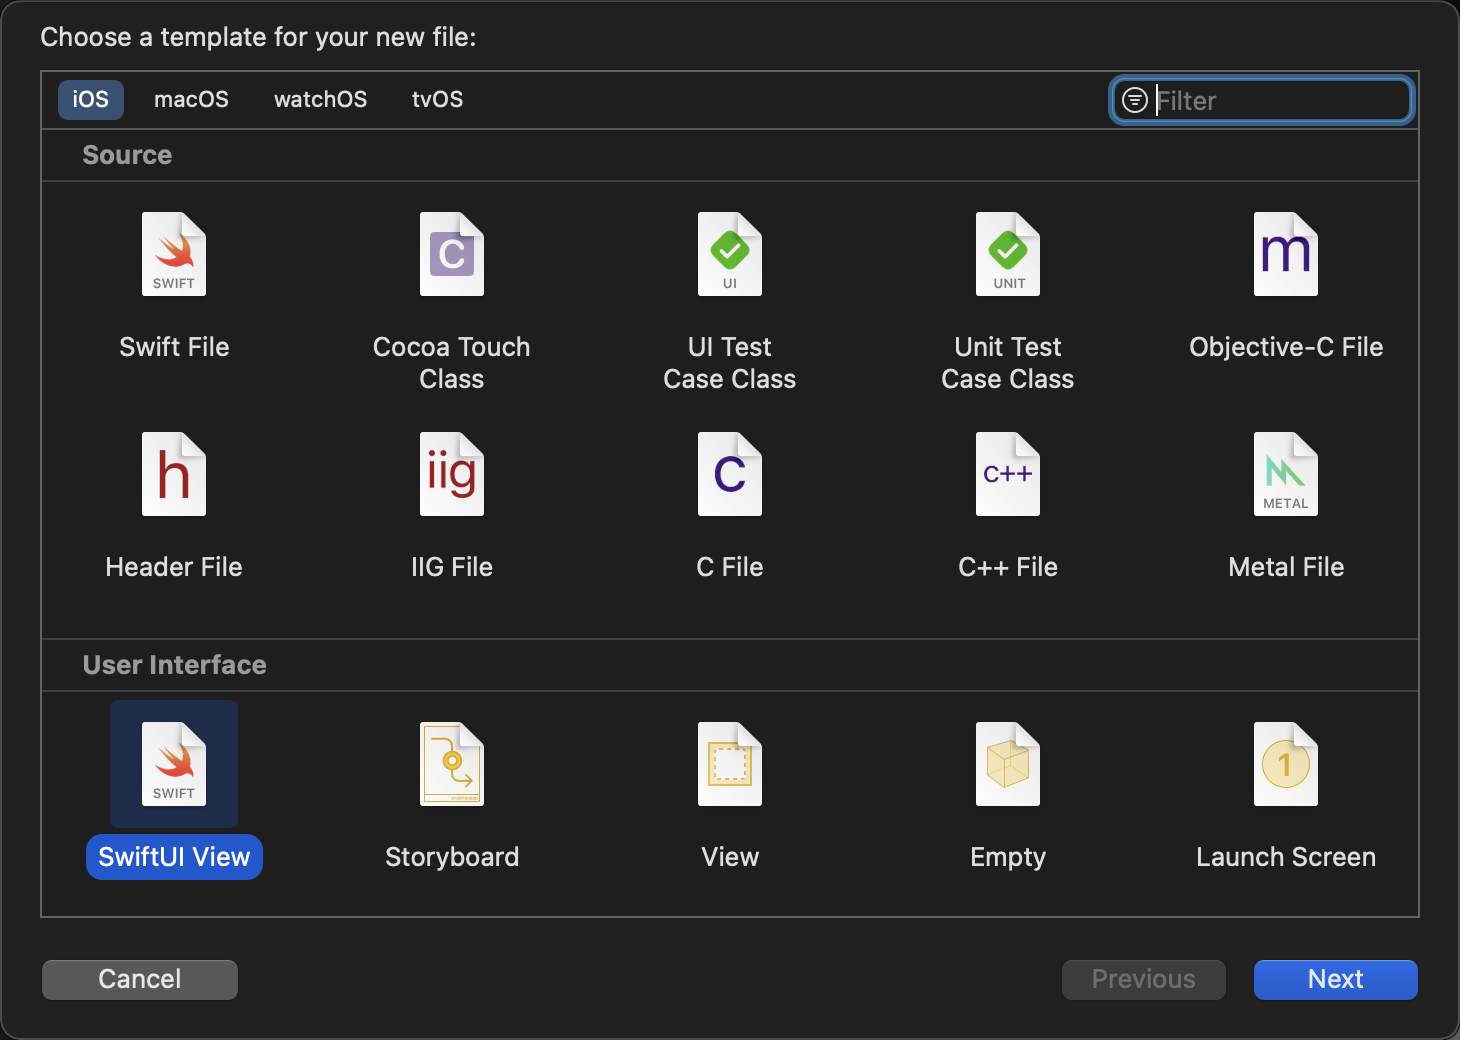 Choose a template for your new file:
iOS macOS watchOS tvOS Filter
Source
SWIFT C UI UNIT m
Swift File Cocoa Touch Class UI Test Case Class Unit Test Case Class Objective-C File
h iig C C++ METAL
Header File IIG File C File C++ File Metal File
User Interface
SWIFT 1
SwiftUI View Storyboard View Empty Launch Screen
Cancel Previous Next